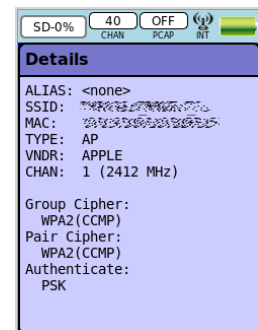 SD-0% 40 OFF
CHAN PCAP INT
Details
ALIAS: <none>
SSID:
MAC:
TYPE: AP
VNDR: APPLE
CHAN: 1 (2412 MHz)
Group Cipher:
WPA2(CCMP)
Pair Cipher:
WPA2(CCMP)
Authenticate:
PSK